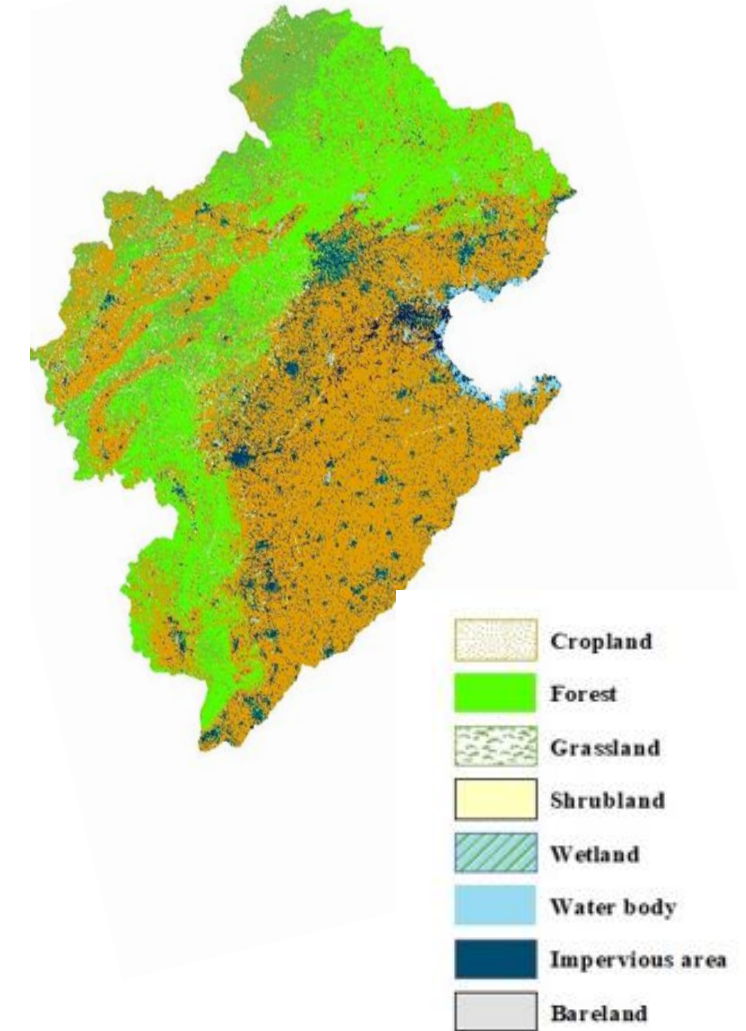 Cropland
Forest
Grassland
Shrubland
Wetland
Water body
Impervious area
Bareland